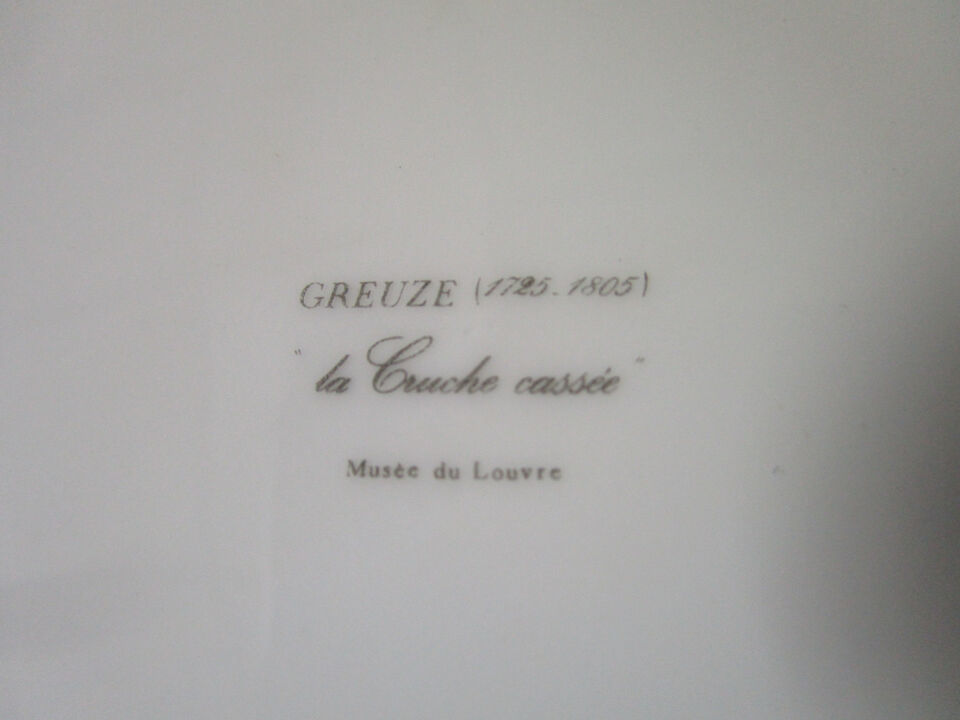 GREUZE (1725.1805)
"la Cruche cassée"
Musée du Louvre